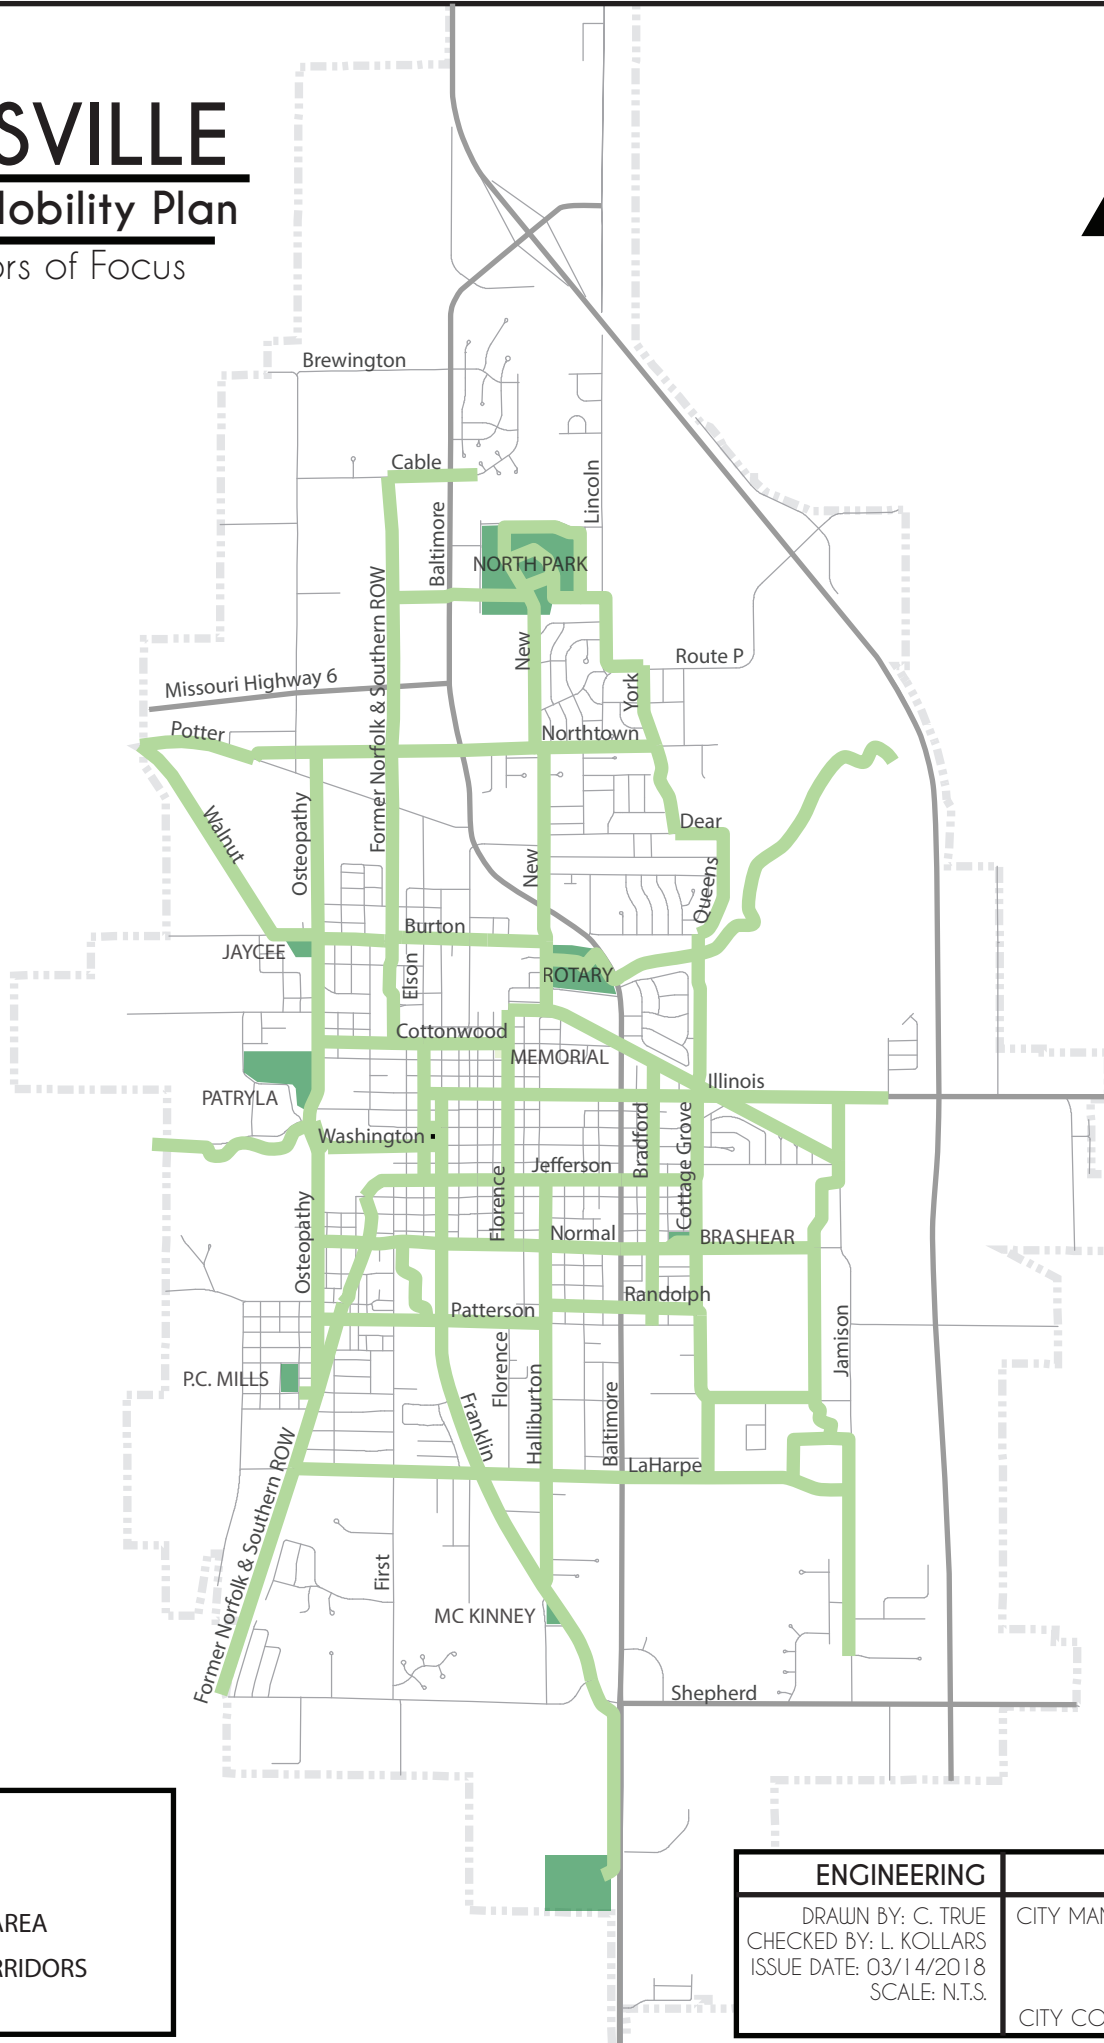 SVILLE
Mobility Plan
ors of Focus
Brewington
Cable
Lincoln
Baltimore
NORTH PARK
Former Norfolk & Southern ROW
New
Route P
Missouri Highway 6
York
Potter
Northtown
Walnut
Osteopathy
Dear
New
Queens
Burton
JAYCEE
Elson
ROTARY
Cottonwood
MEMORIAL
Illinois
PATRYLA
Washington
Bradford
Cottage Grove
Jefferson
Florence
Osteopathy
Normal
BRASHEAR
Randolph
Patterson
Jamison
Florence
P.C. MILLS
Halliburton
Baltimore
Franklin
LaHarpe
Former Norfolk & Southern ROW
First
MC KINNEY
Shepherd
AREA
RRIDORS
ENGINEERING
DRAWN BY: C. TRUE
CHECKED BY: L. KOLLARS
ISSUE DATE: 03/14/2018
SCALE: N.T.S.
CITY MAN
CITY CO